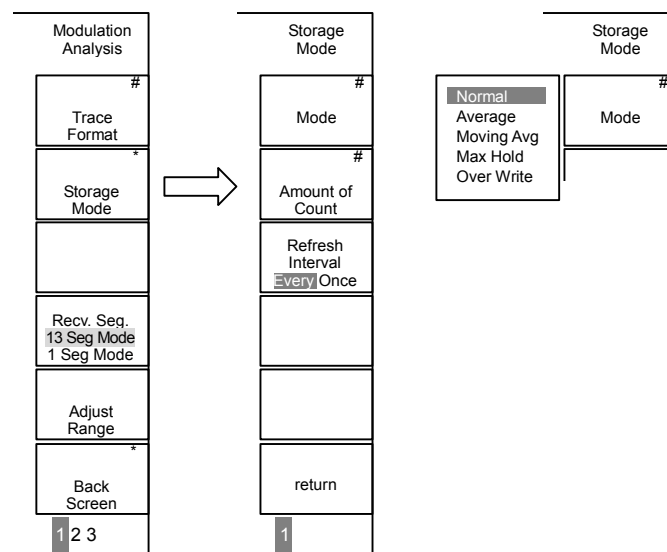 Modulation
Analysis
#
Trace
Format
*
Storage
Mode
Recv. Seg.
13 Seg Mode
1 Seg Mode
Adjust
Range
*
Back
Screen
1 2 3
Storage
Mode
#
Mode
#
Amount of
Count
Refresh
Interval
Every Once
return
1
Storage
Mode
#
Mode
Normal
Average
Moving Avg
Max Hold
Over Write